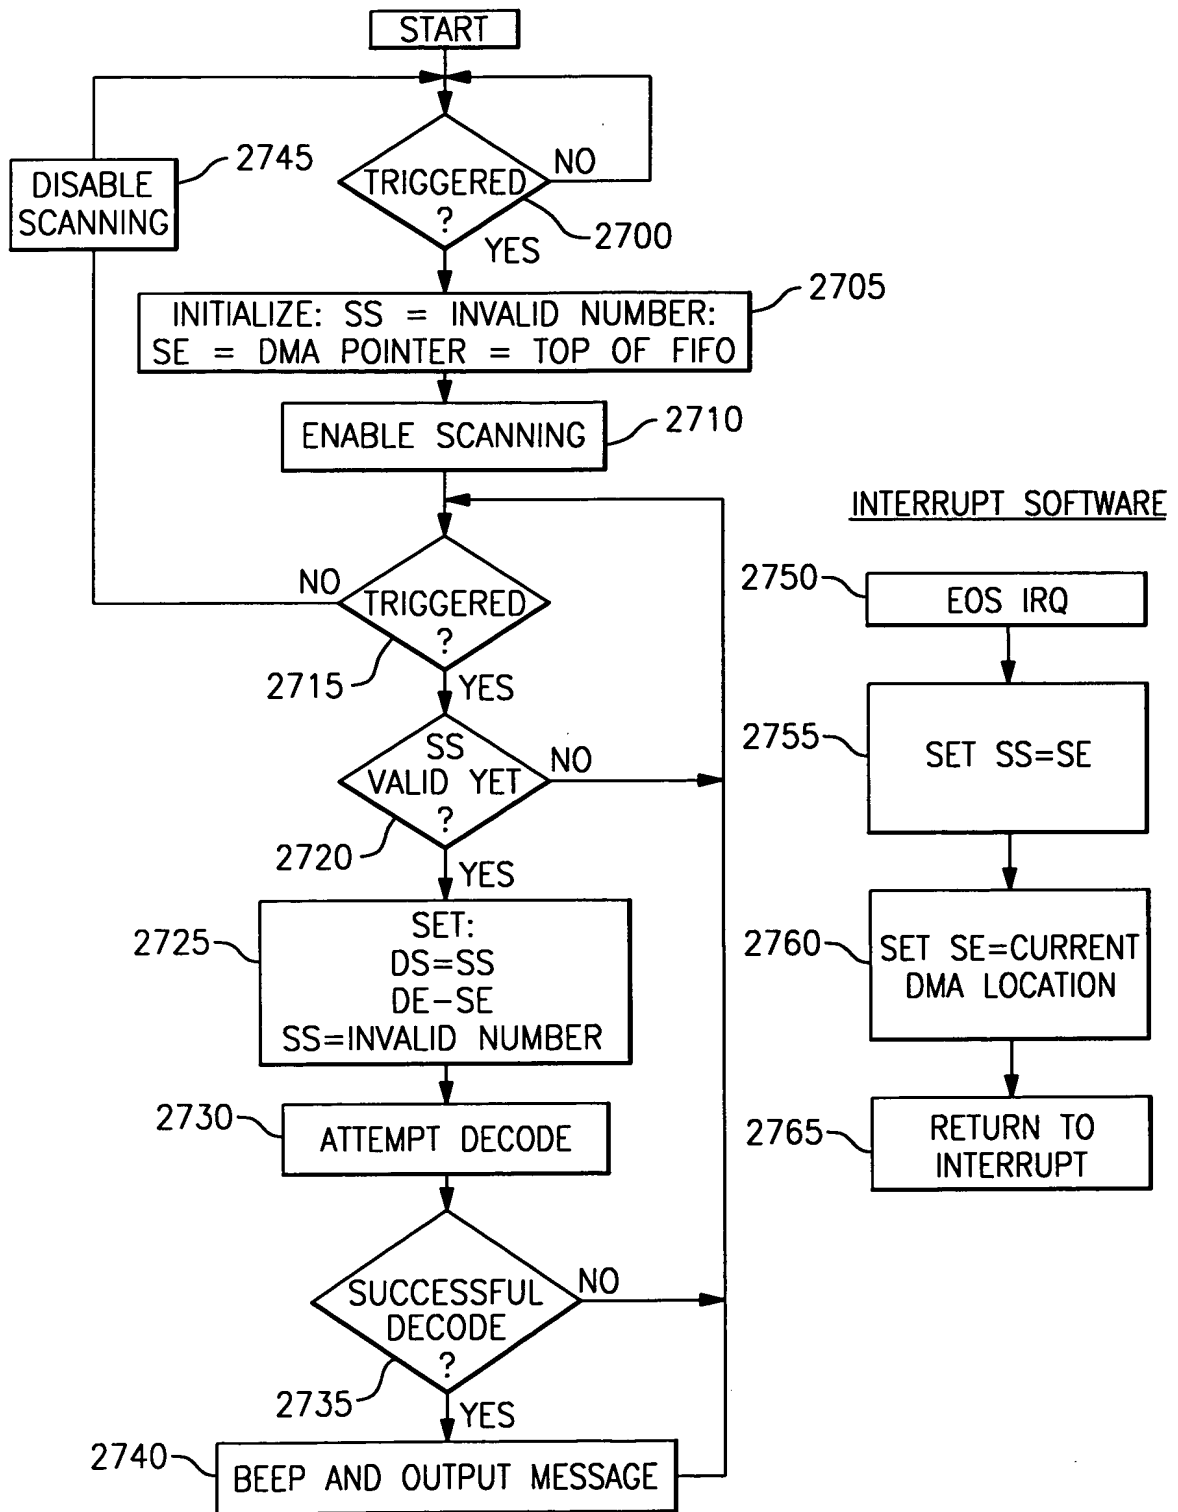 START
2745
DISABLE
SCANNING
TRIGGERED
?
NO
2700
YES
2705
INITIALIZE: SS = INVALID NUMBER:
SE = DMA POINTER = TOP OF FIFO
2710
ENABLE SCANNING
NO
TRIGGERED
?
2715
YES
SS
VALID YET
?
NO
2720
YES
2725
SET:
DS=SS
DE-SE
SS=INVALID NUMBER
2730
ATTEMPT DECODE
SUCCESSFUL
DECODE
?
NO
2735
YES
2740
BEEP AND OUTPUT MESSAGE
INTERRUPT SOFTWARE
2750
EOS IRQ
2755
SET SS=SE
2760
SET SE=CURRENT
DMA LOCATION
2765
RETURN TO
INTERRUPT